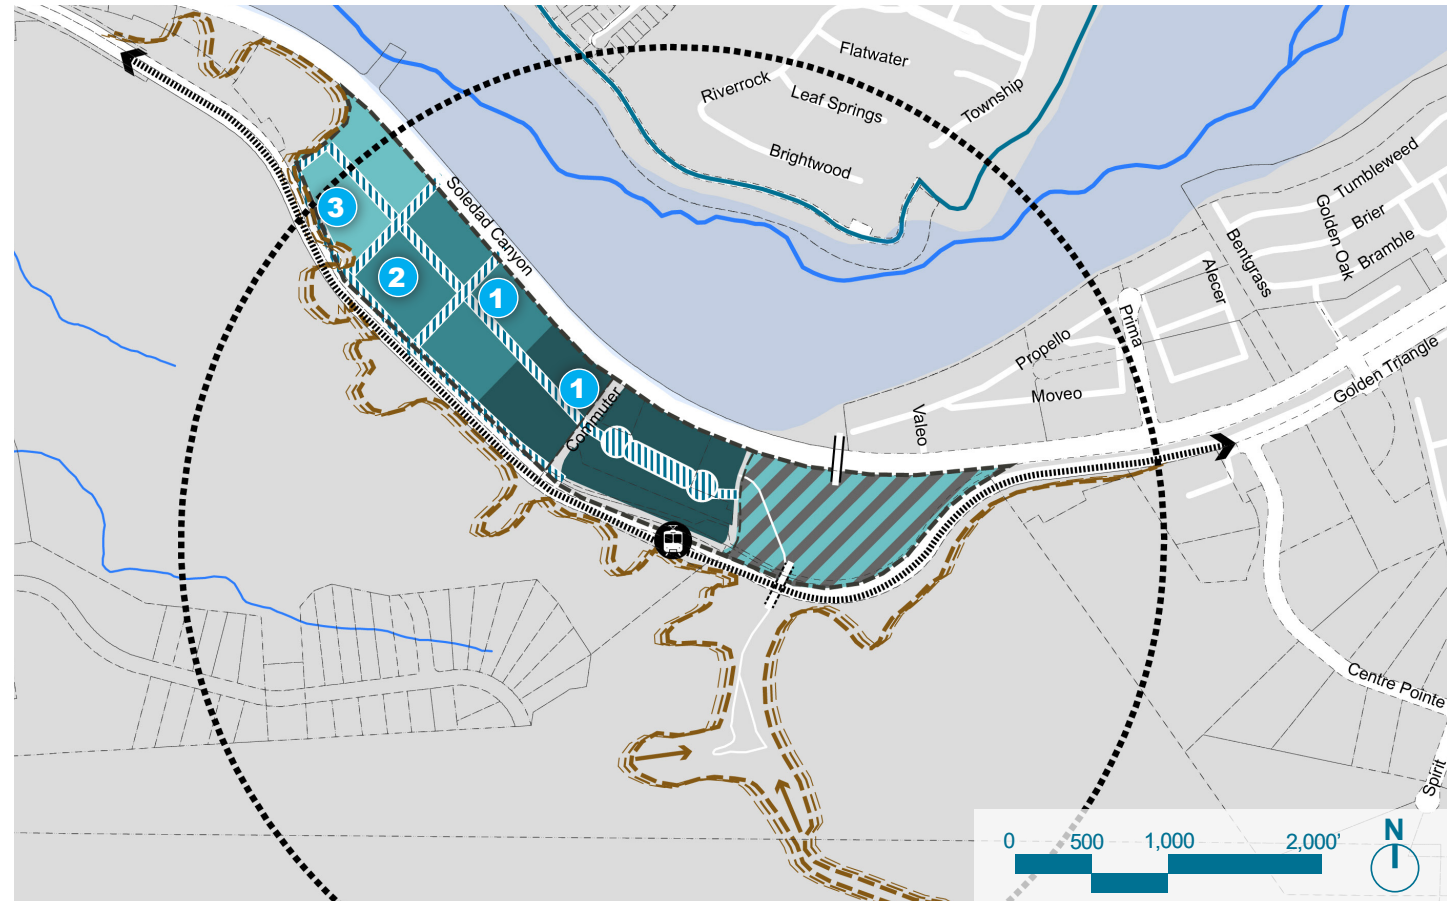 Flatwater
Riverrock
Leaf Springs
Township
Brightwood
Soledad Canyon
Tumbleweed
Golden Oak
Brier
Bramble
Bentgrass
Alecer
Prima
Propello
Moveo
Valeo
Golden Triangle
3
2
1
1
Commuter
Centre Pointe
Spirit
0 500 1,000 2,000'
N